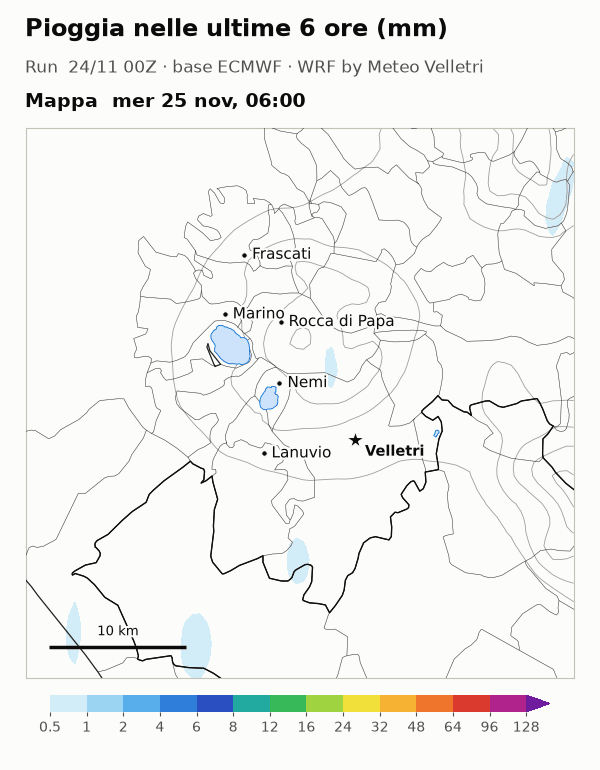 Pioggia nelle ultime 6 ore (mm)
Run  24/11 00Z · base ECMWF · WRF by Meteo Velletri
Mappa  mer 25 nov, 06:00
Frascati
Marino
Rocca di Papa
Nemi
Velletri
Lanuvio
10 km
0.5 1 2 4 6 8 12 16 24 32 48 64 96 128